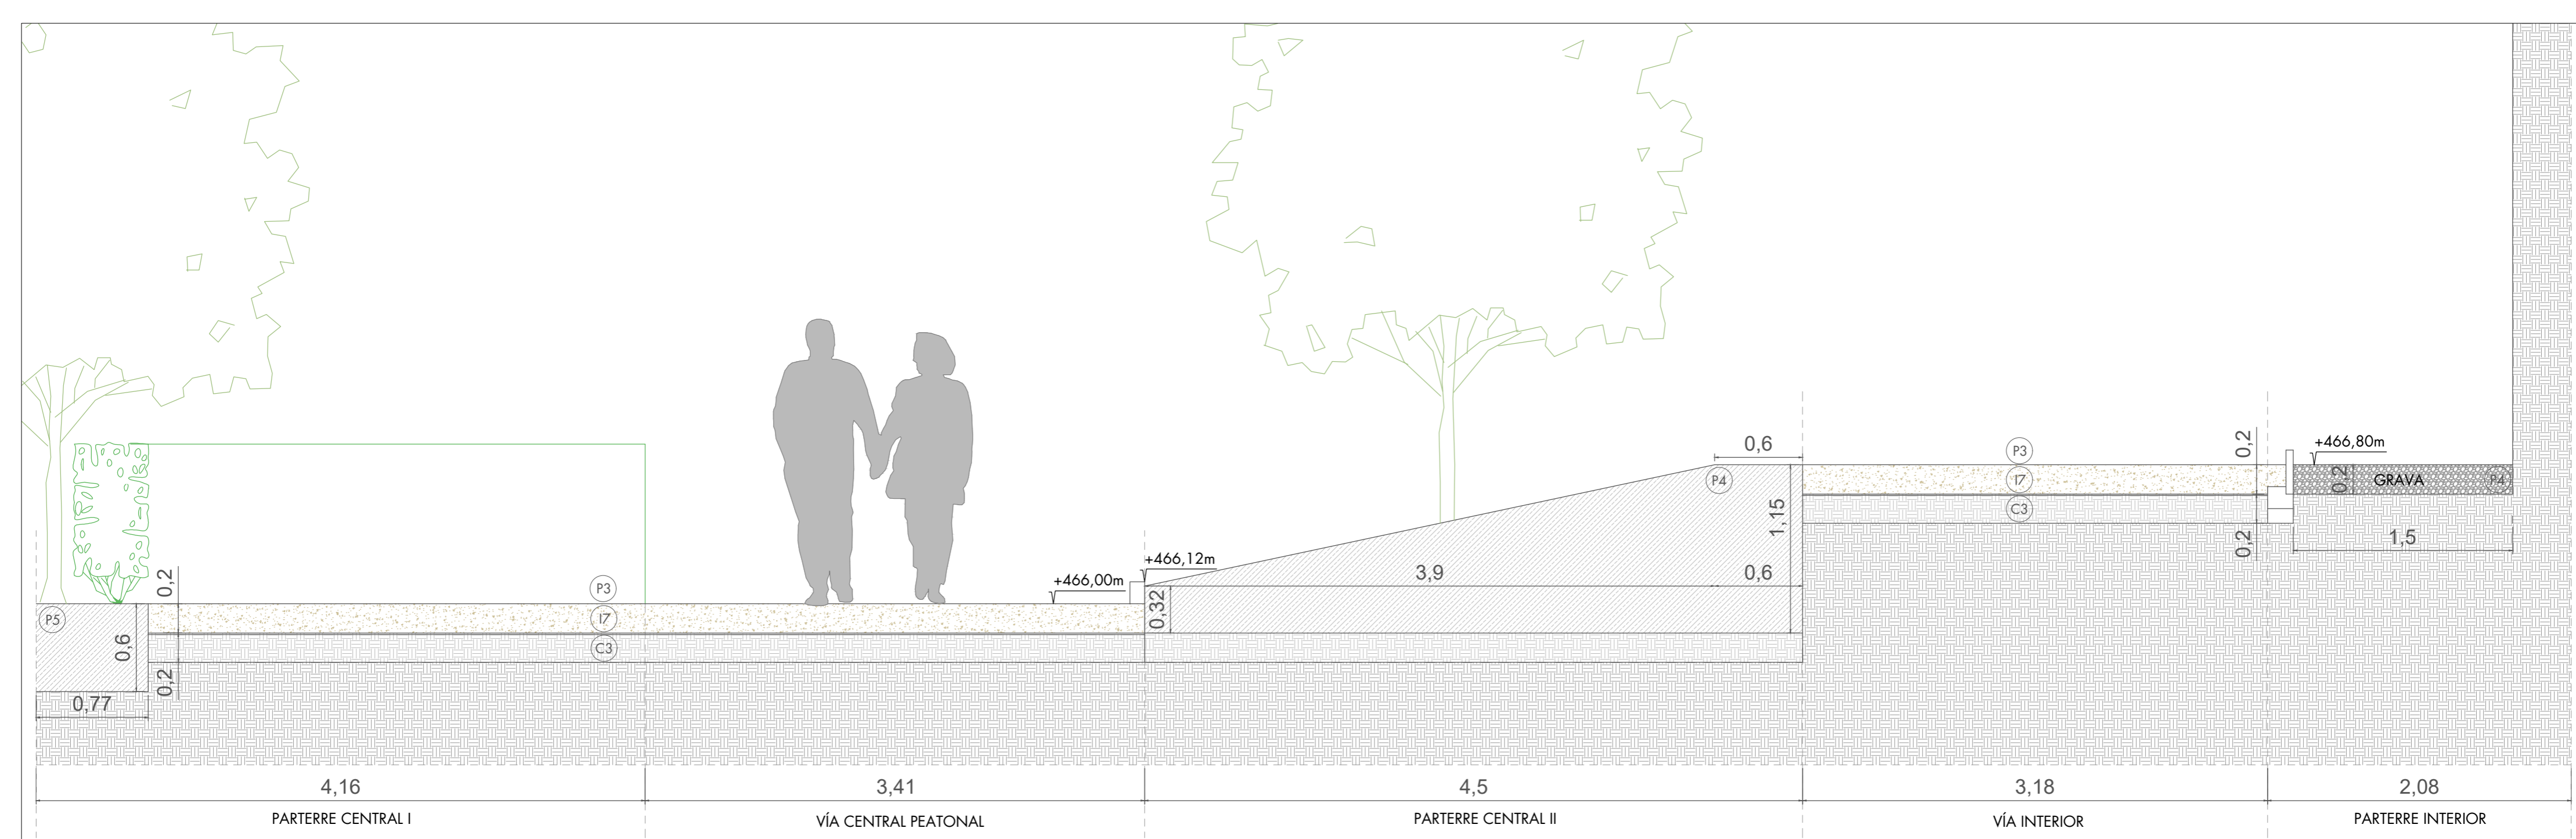 0,6
P3
0,2
+466,80m
P4
I7
0,2
GRAVA
P4
C3
1,15
0,2
1,5
+466,12m
+466,00m
3,9
0,6
0,2
P3
0,32
P5
I7
0,6
C3
0,2
0,77
4,16
3,41
4,5
3,18
2,08
PARTERRE CENTRAL I
VÍA CENTRAL PEATONAL
PARTERRE CENTRAL II
VÍA INTERIOR
PARTERRE INTERIOR